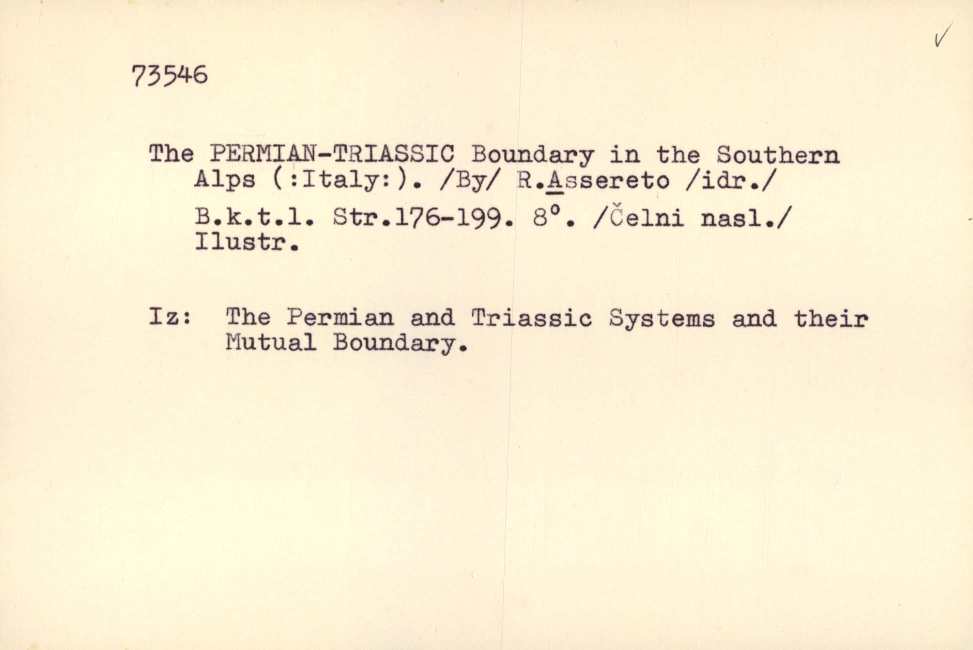 73546
The PERMIAN-TRIASSIC Boundary in the Southern
Alps (:Italy:). /By/ R.Assereto /idr./
B.k.t.l. Str.176-199. 8°. /Čelni nasl./
Ilustr.
Iz: The Permian and Triassic Systems and their
Mutual Boundary.